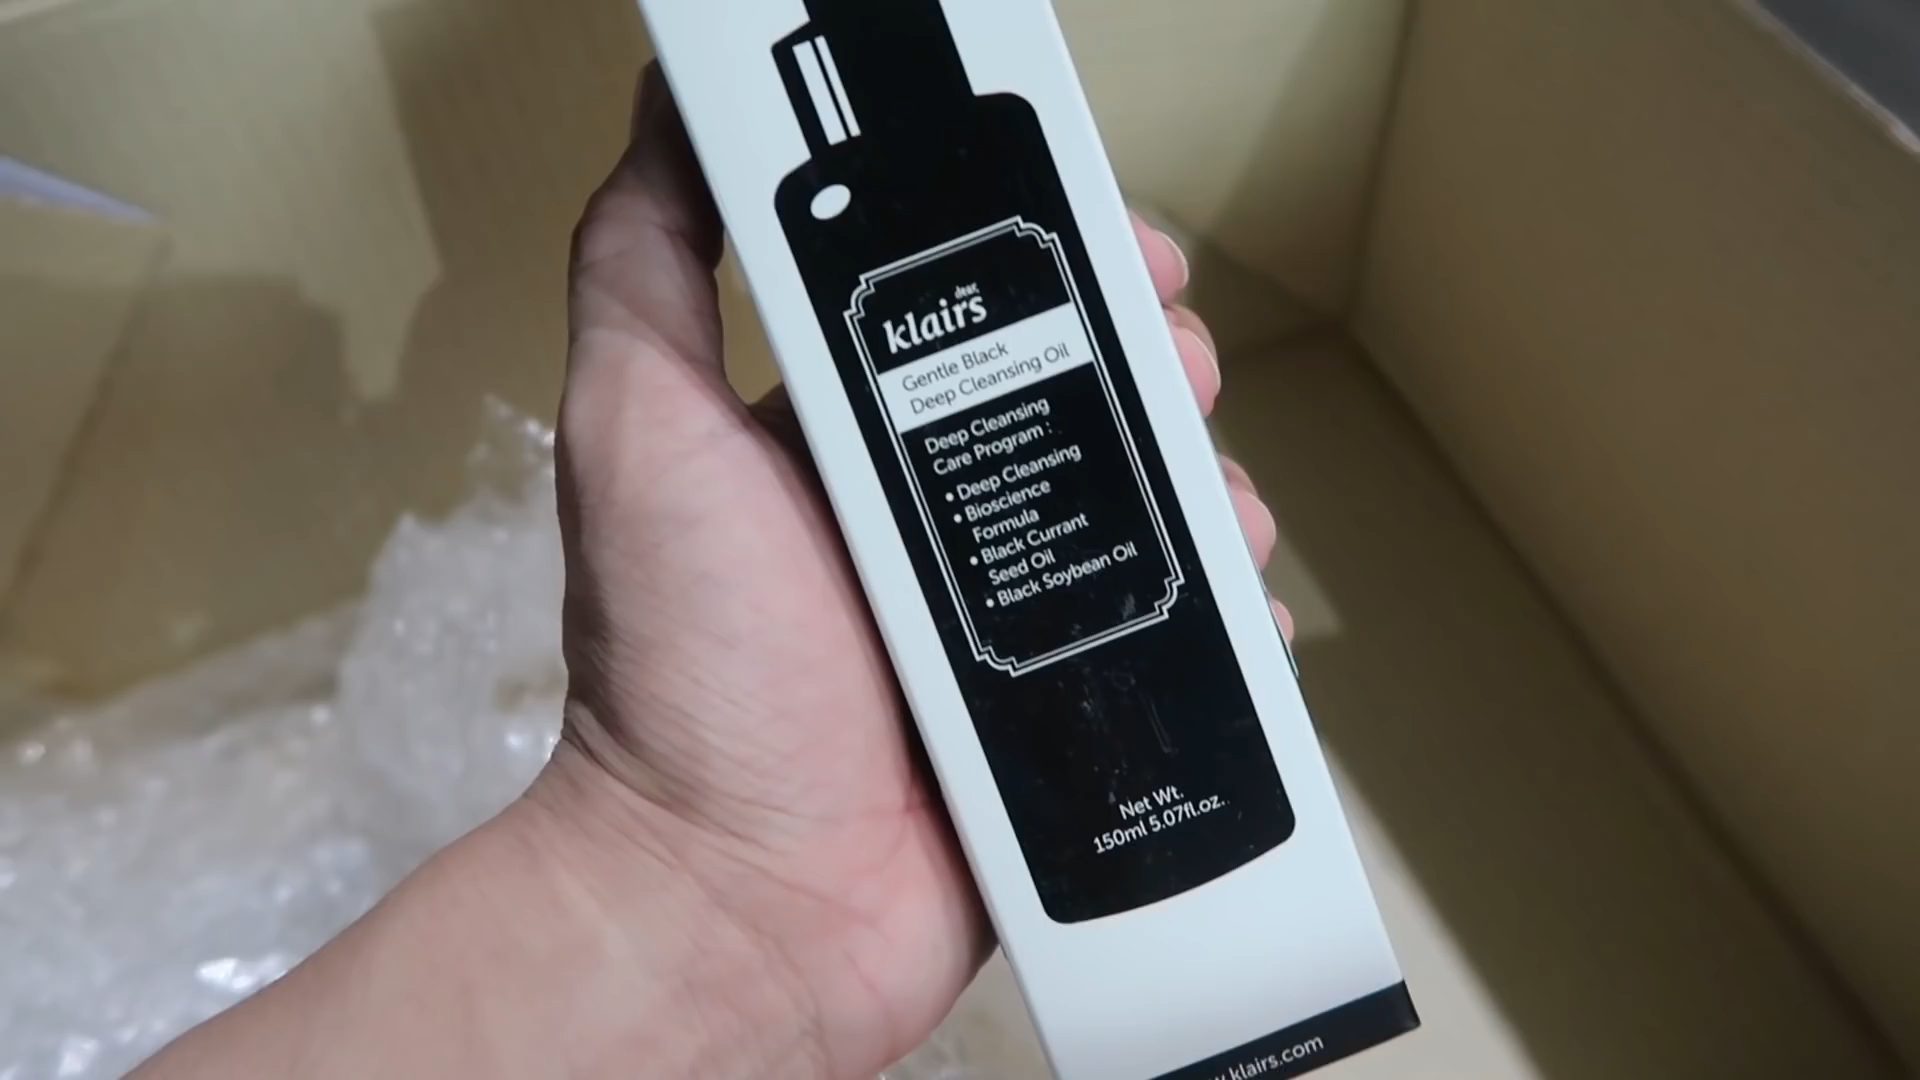 dear,
klairs
Gentle Black
Deep Cleansing Oil
Deep Cleansing
Care Program :
• Deep Cleansing
• Bioscience
Formula
• Black Currant
Seed Oil
• Black Soybean Oil
Net Wt.
150ml 5.07fl.oz.
klairs.com